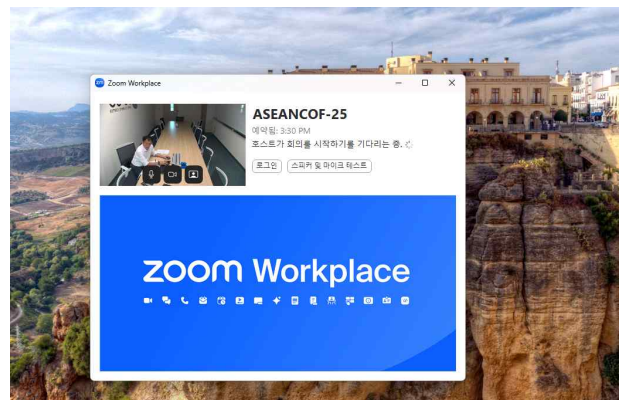 Zoom Workplace
ASEANCOF-25
예약됨: 3:30 PM
호스트가 회의를 시작하기를 기다리는 중.
로그인
스피커 및 마이크 테스트
zoom Workplace